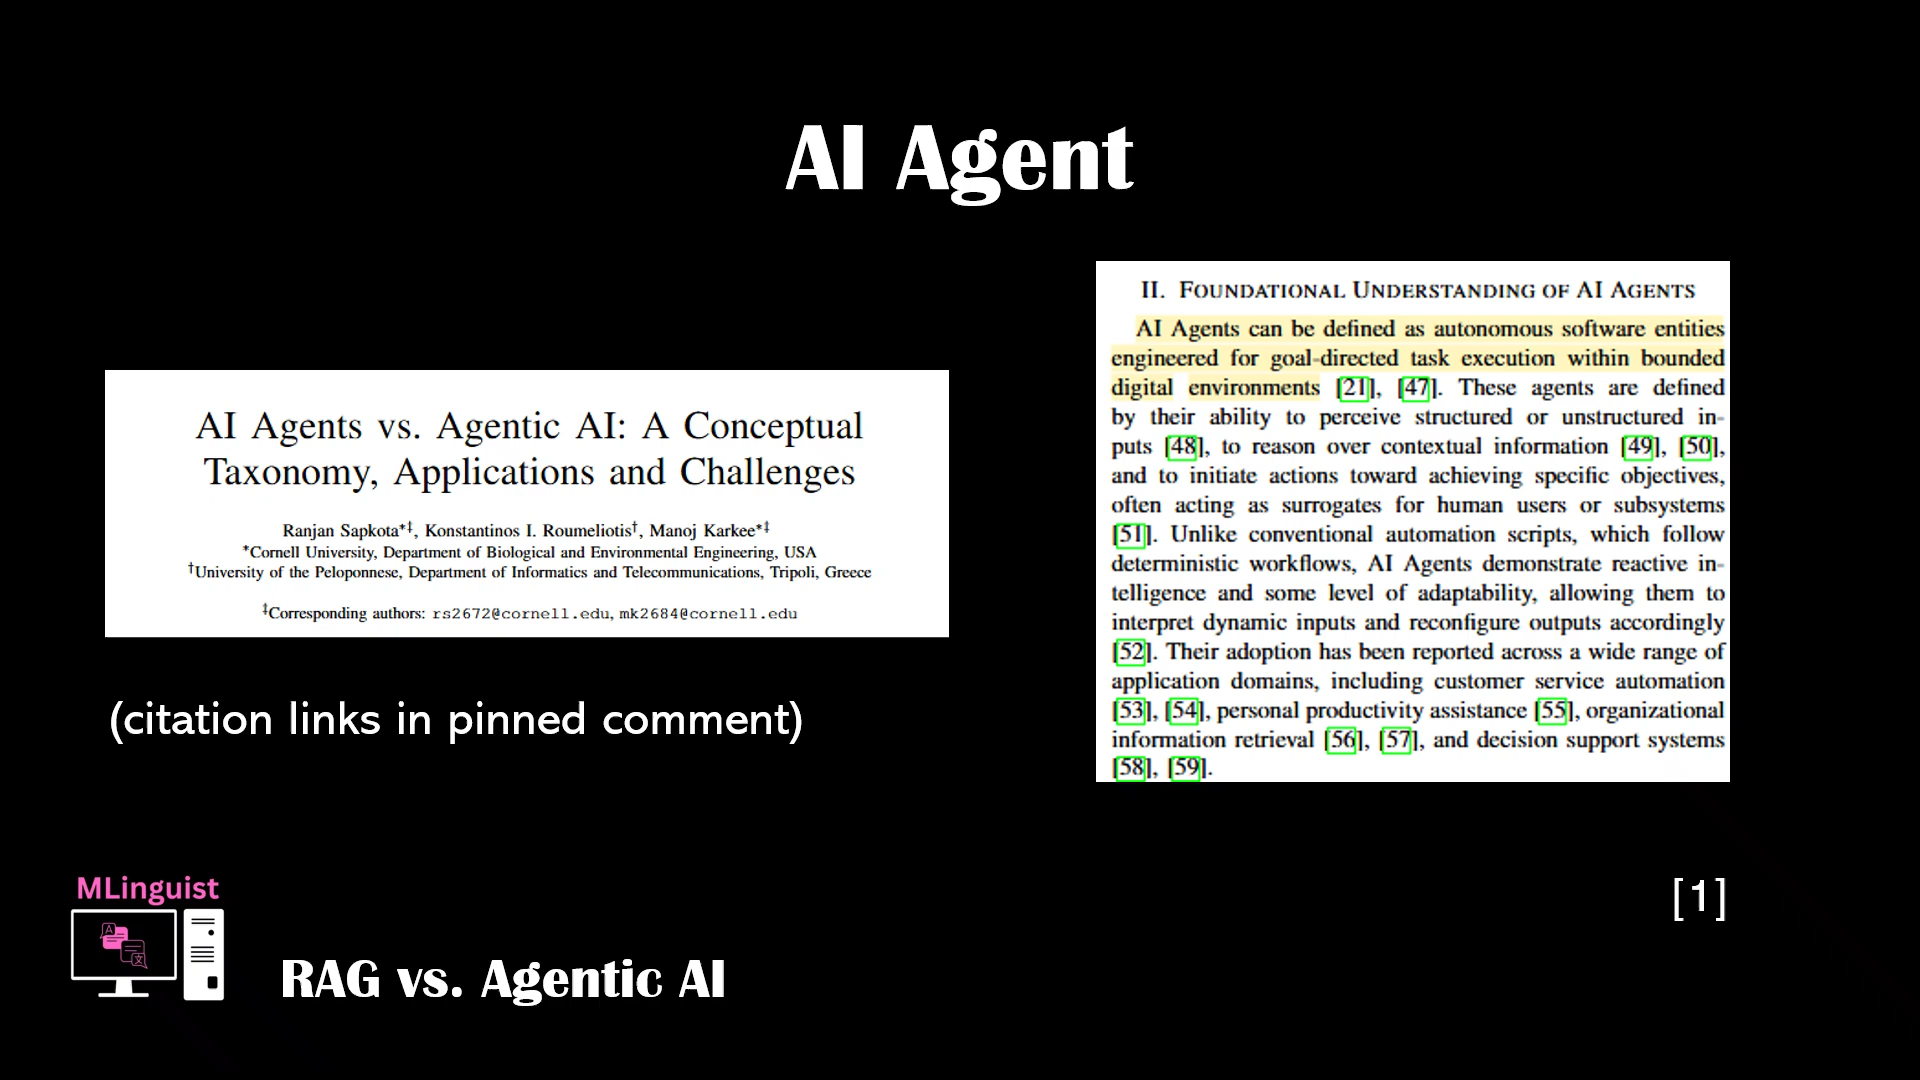 AI Agent
AI Agents vs. Agentic AI: A Conceptual
Taxonomy, Applications and Challenges
Ranjan Sapkota*‡, Konstantinos I. Roumeliotis†, Manoj Karkee*‡
*Cornell University, Department of Biological and Environmental Engineering, USA
†University of the Peloponnese, Department of Informatics and Telecommunications, Tripoli, Greece
‡Corresponding authors: rs2672@cornell.edu, mk2684@cornell.edu
(citation links in pinned comment)
II. FOUNDATIONAL UNDERSTANDING OF AI AGENTS
AI Agents can be defined as autonomous software entities
engineered for goal-directed task execution within bounded
digital environments [21], [47]. These agents are defined
by their ability to perceive structured or unstructured in-
puts [48], to reason over contextual information [49], [50],
and to initiate actions toward achieving specific objectives,
often acting as surrogates for human users or subsystems
[51]. Unlike conventional automation scripts, which follow
deterministic workflows, AI Agents demonstrate reactive in-
telligence and some level of adaptability, allowing them to
interpret dynamic inputs and reconfigure outputs accordingly
[52]. Their adoption has been reported across a wide range of
application domains, including customer service automation
[53], [54], personal productivity assistance [55], organizational
information retrieval [56], [57], and decision support systems
[58], [59].
[1]
MLinguist
A
文
RAG vs. Agentic AI